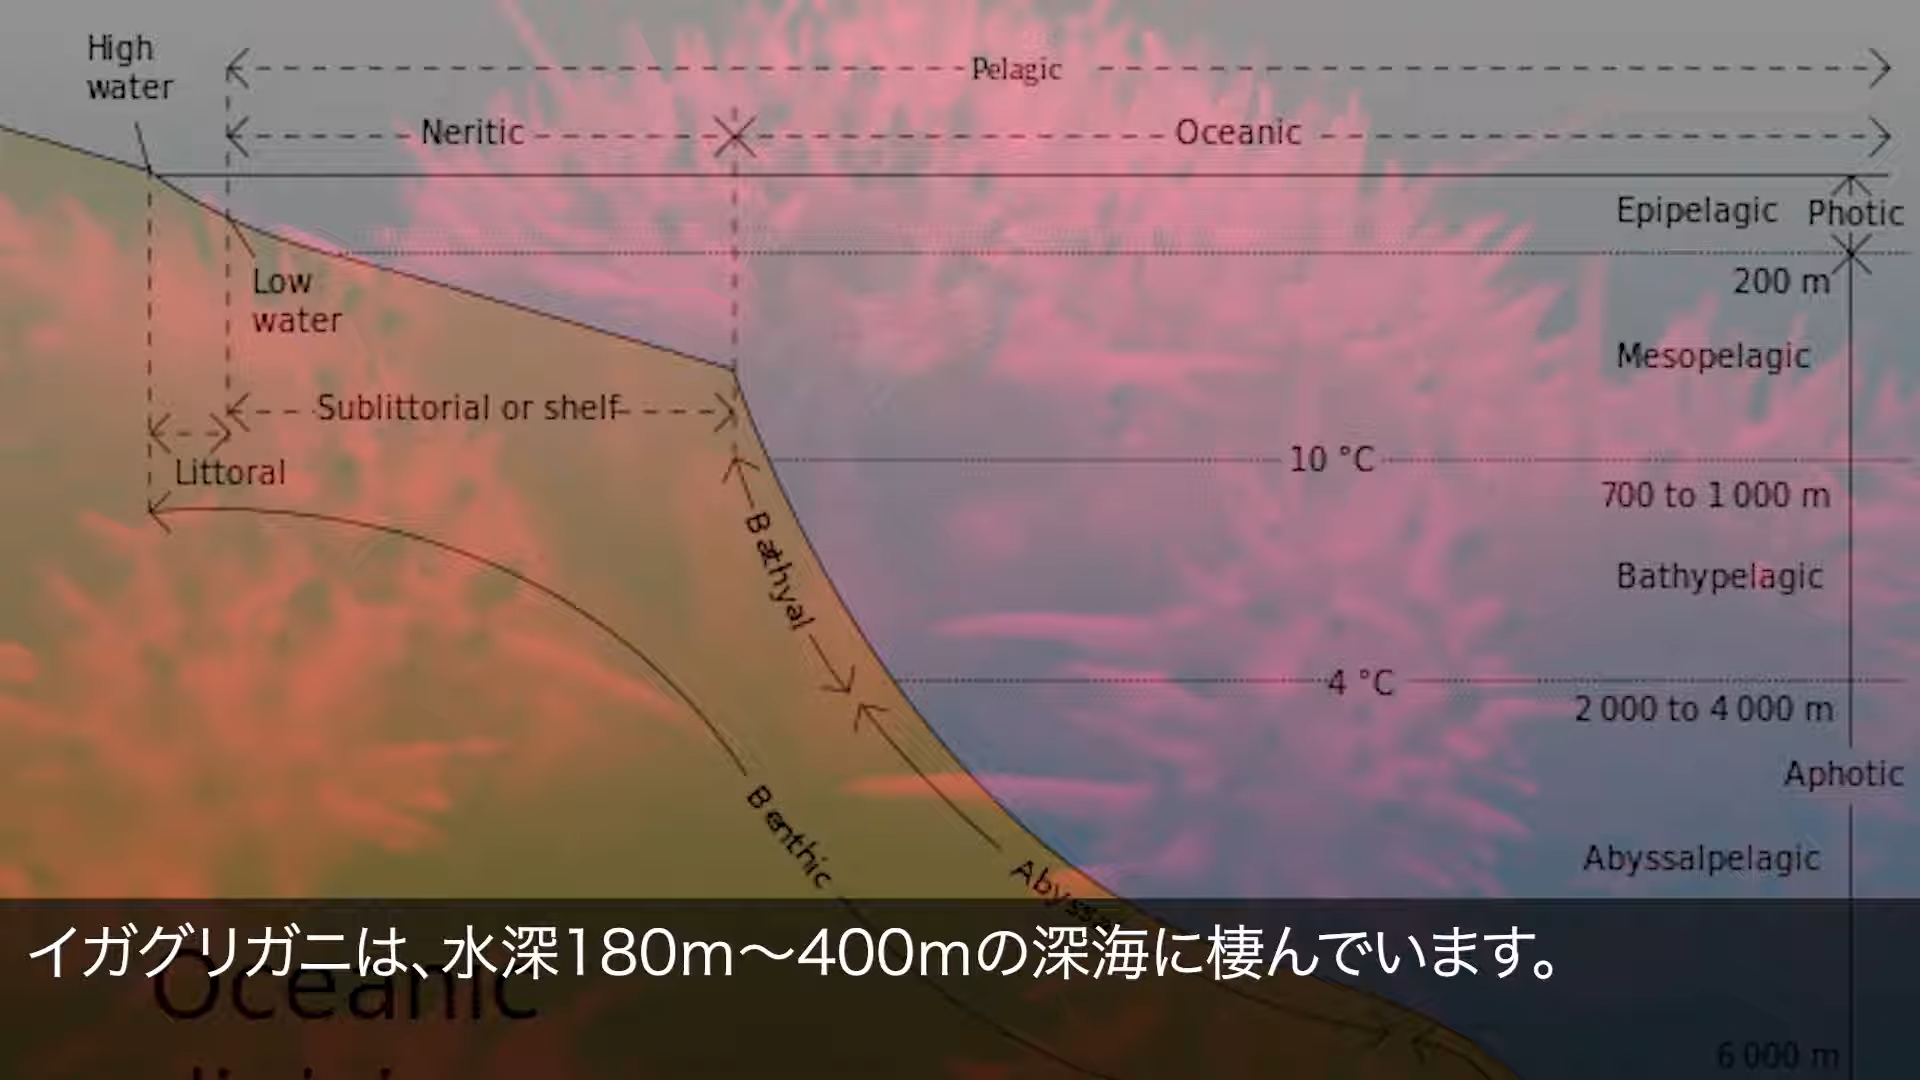 High
water
Pelagic
Neritic
Oceanic
Epipelagic
Photic
Low
water
200 m
Mesopelagic
Sublittorial or shelf
10 °C
Littoral
700 to 1 000 m
Bathyal
Bathypelagic
4 °C
2 000 to 4 000 m
Aphotic
Benthic
Abyssalpelagic
イガグリガニは、水深180m〜400mの深海に棲んでいます。
Oceanic
6 000 m